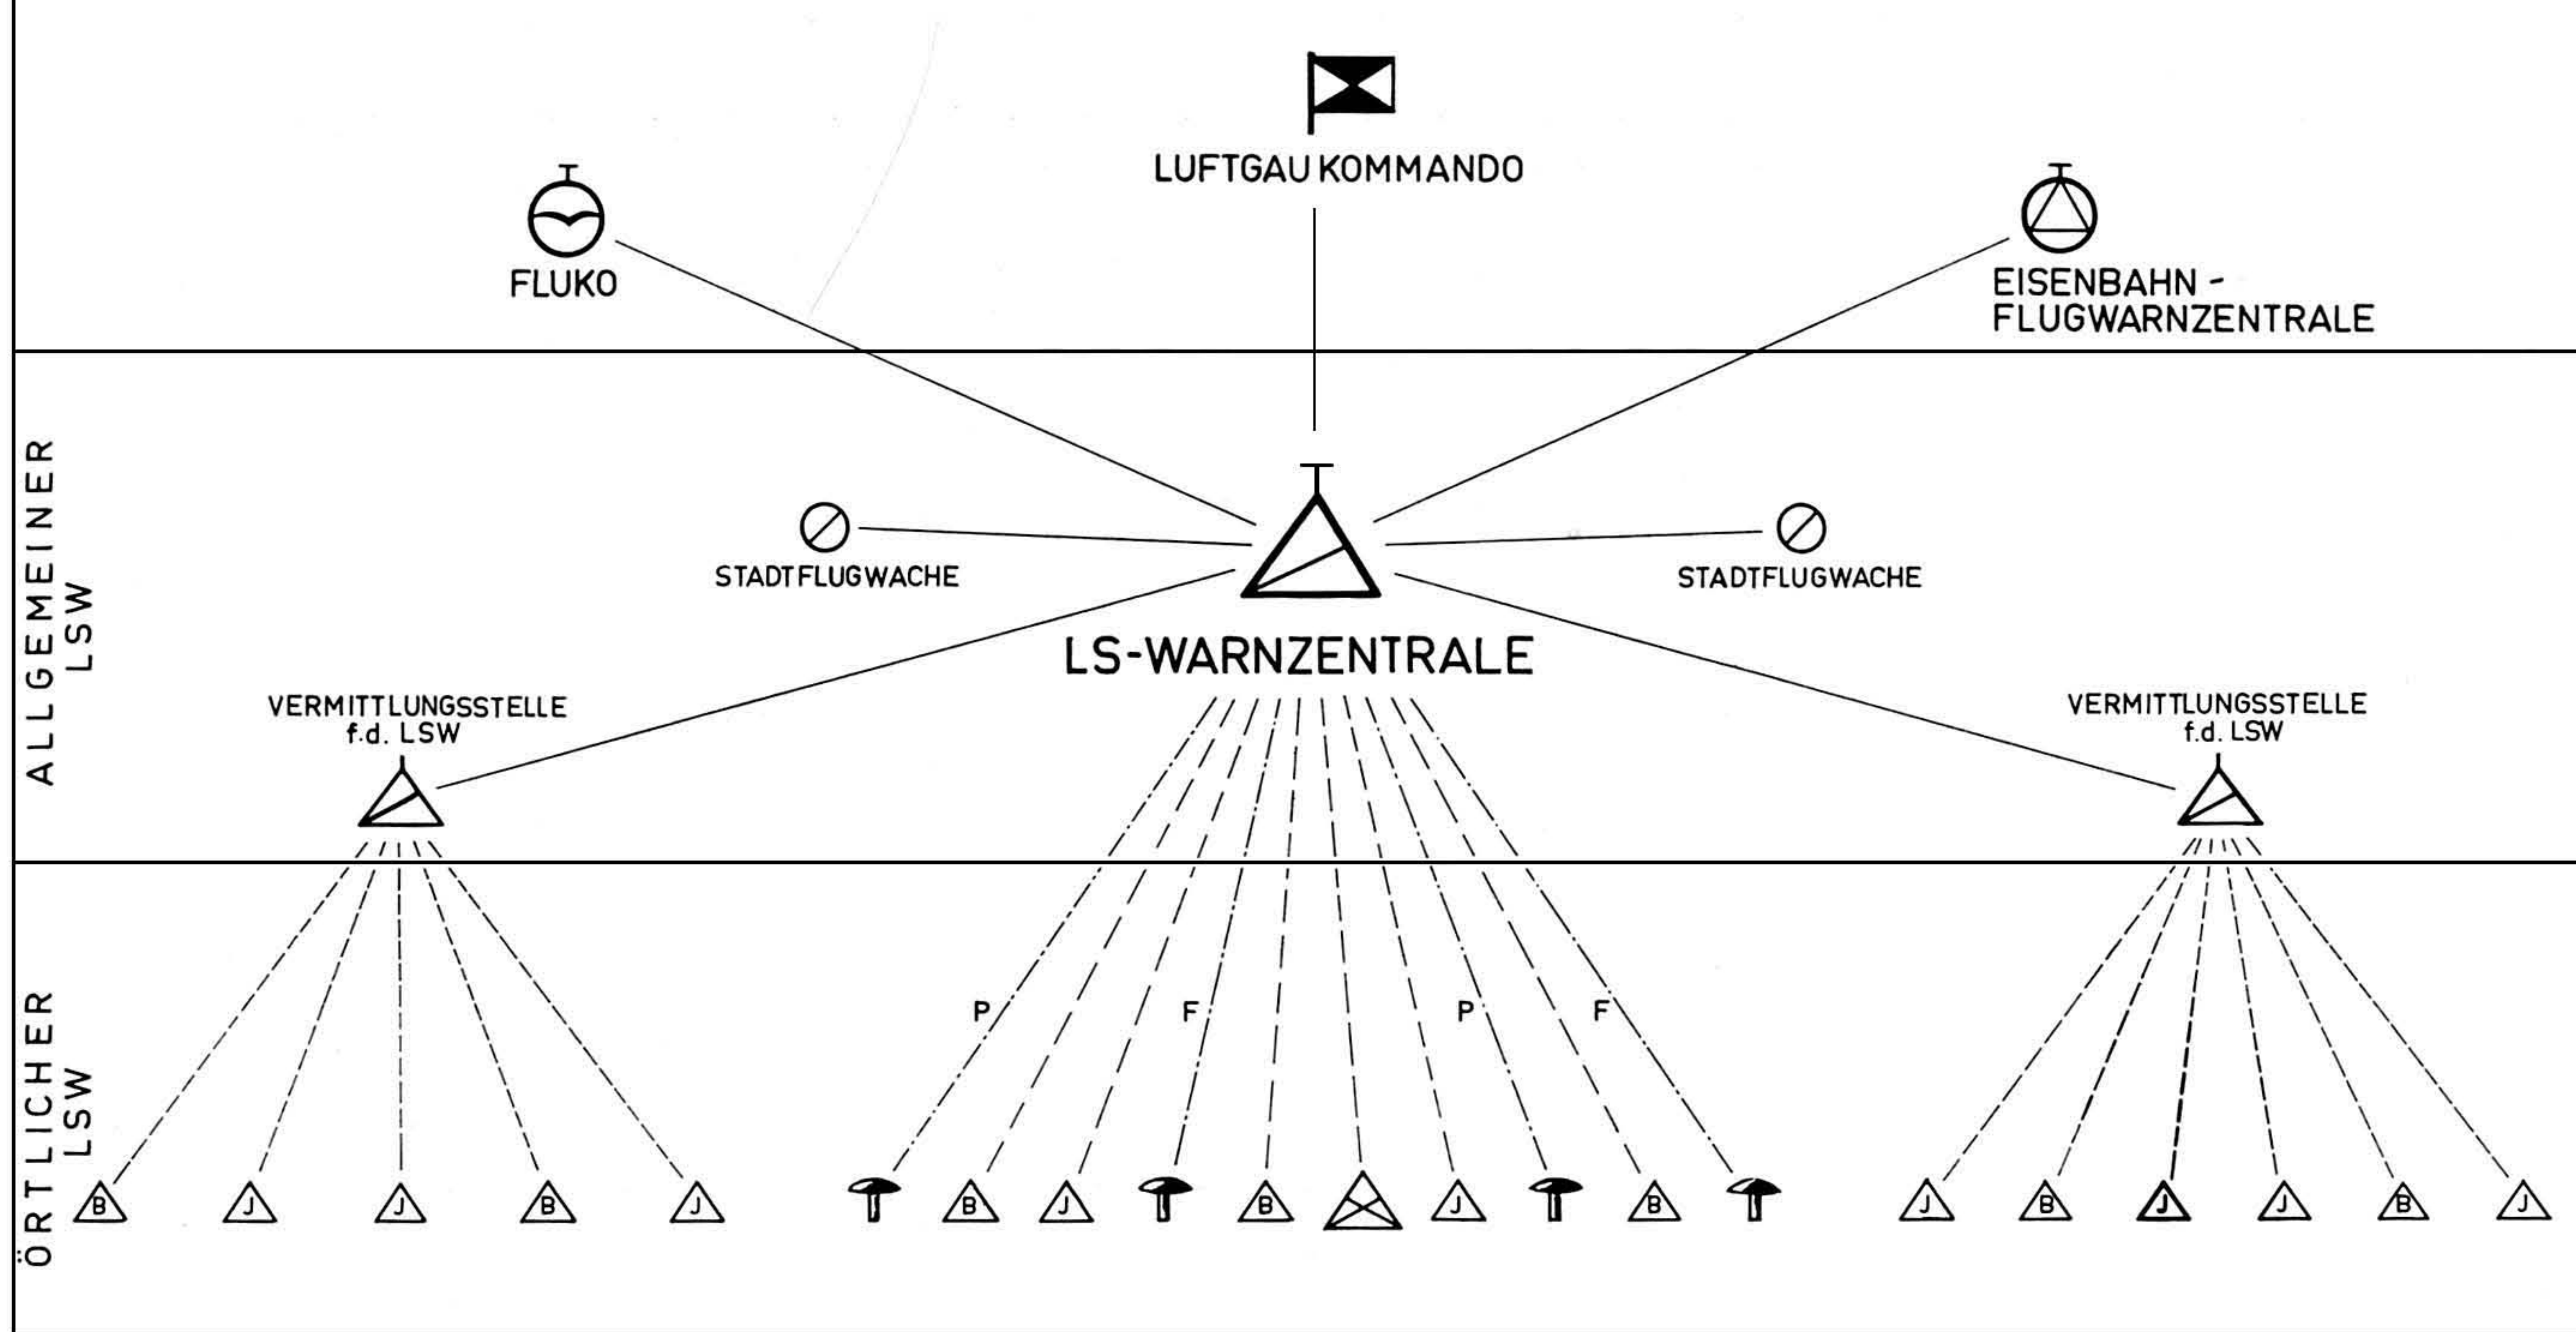 LUFTGAU KOMMANDO
FLUKO
EISENBAHN -
FLUGWARNZENTRALE
ALLGEMEINER
LSW
STADTFLUGWACHE
STADTFLUGWACHE
LS-WARNZENTRALE
VERMITTLUNGSSTELLE
f.d. LSW
VERMITTLUNGSSTELLE
f.d. LSW
ÖRTLICHER
LSW
P F P F
B J J B J B J B J B J B J J B J